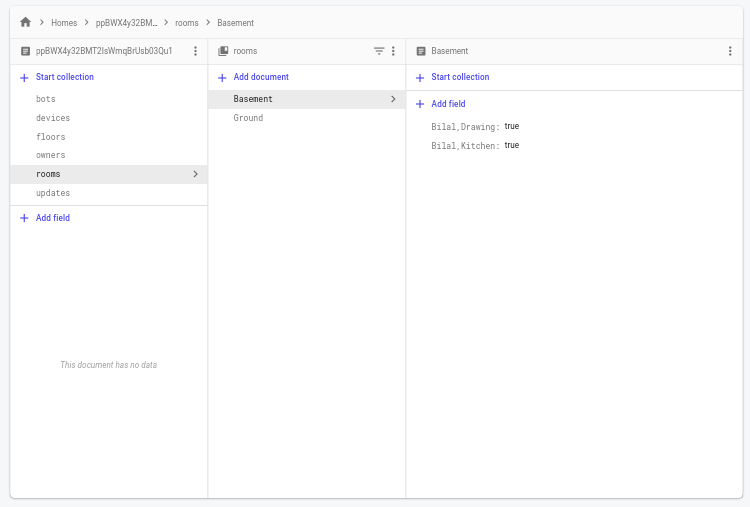 Homes > ppBWX4y32BM… > rooms > Basement
ppBWX4y32BMT2IsWmqBrUsb03Qu1
Start collection
bots
devices
floors
owners
rooms
updates
Add field
This document has no data
rooms
Add document
Basement
Ground
Basement
Start collection
Add field
Bilal,Drawing: true
Bilal,Kitchen: true